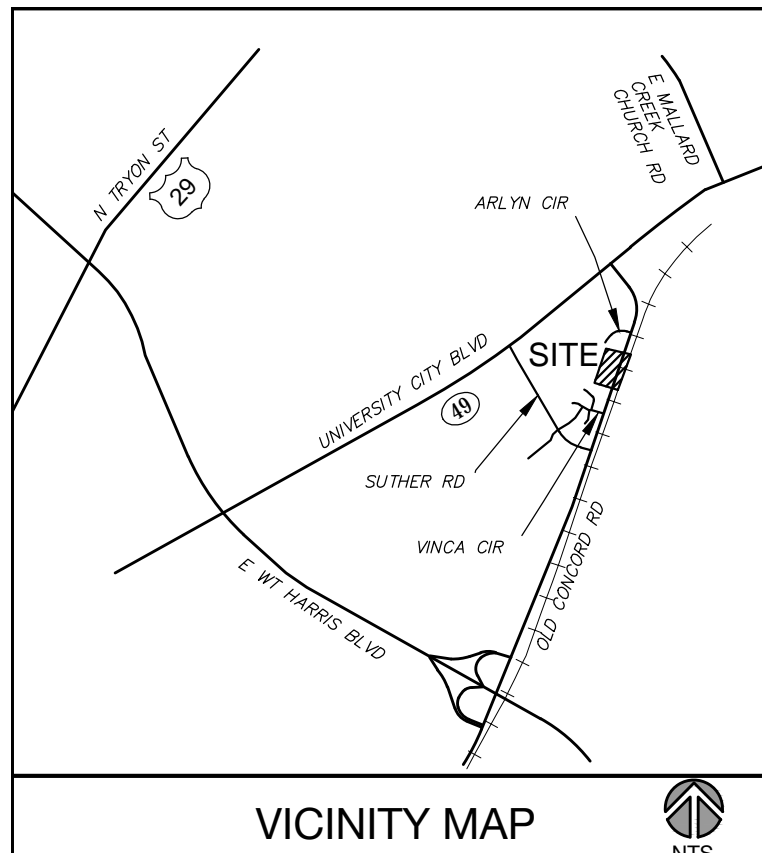 N TRYON ST
29
E MALLARD
CREEK
CHURCH RD
ARLYN CIR
SITE
UNIVERSITY CITY BLVD
49
SUTHER RD
VINCA CIR
OLD CONCORD RD
E WT HARRIS BLVD
VICINITY MAP
NTS